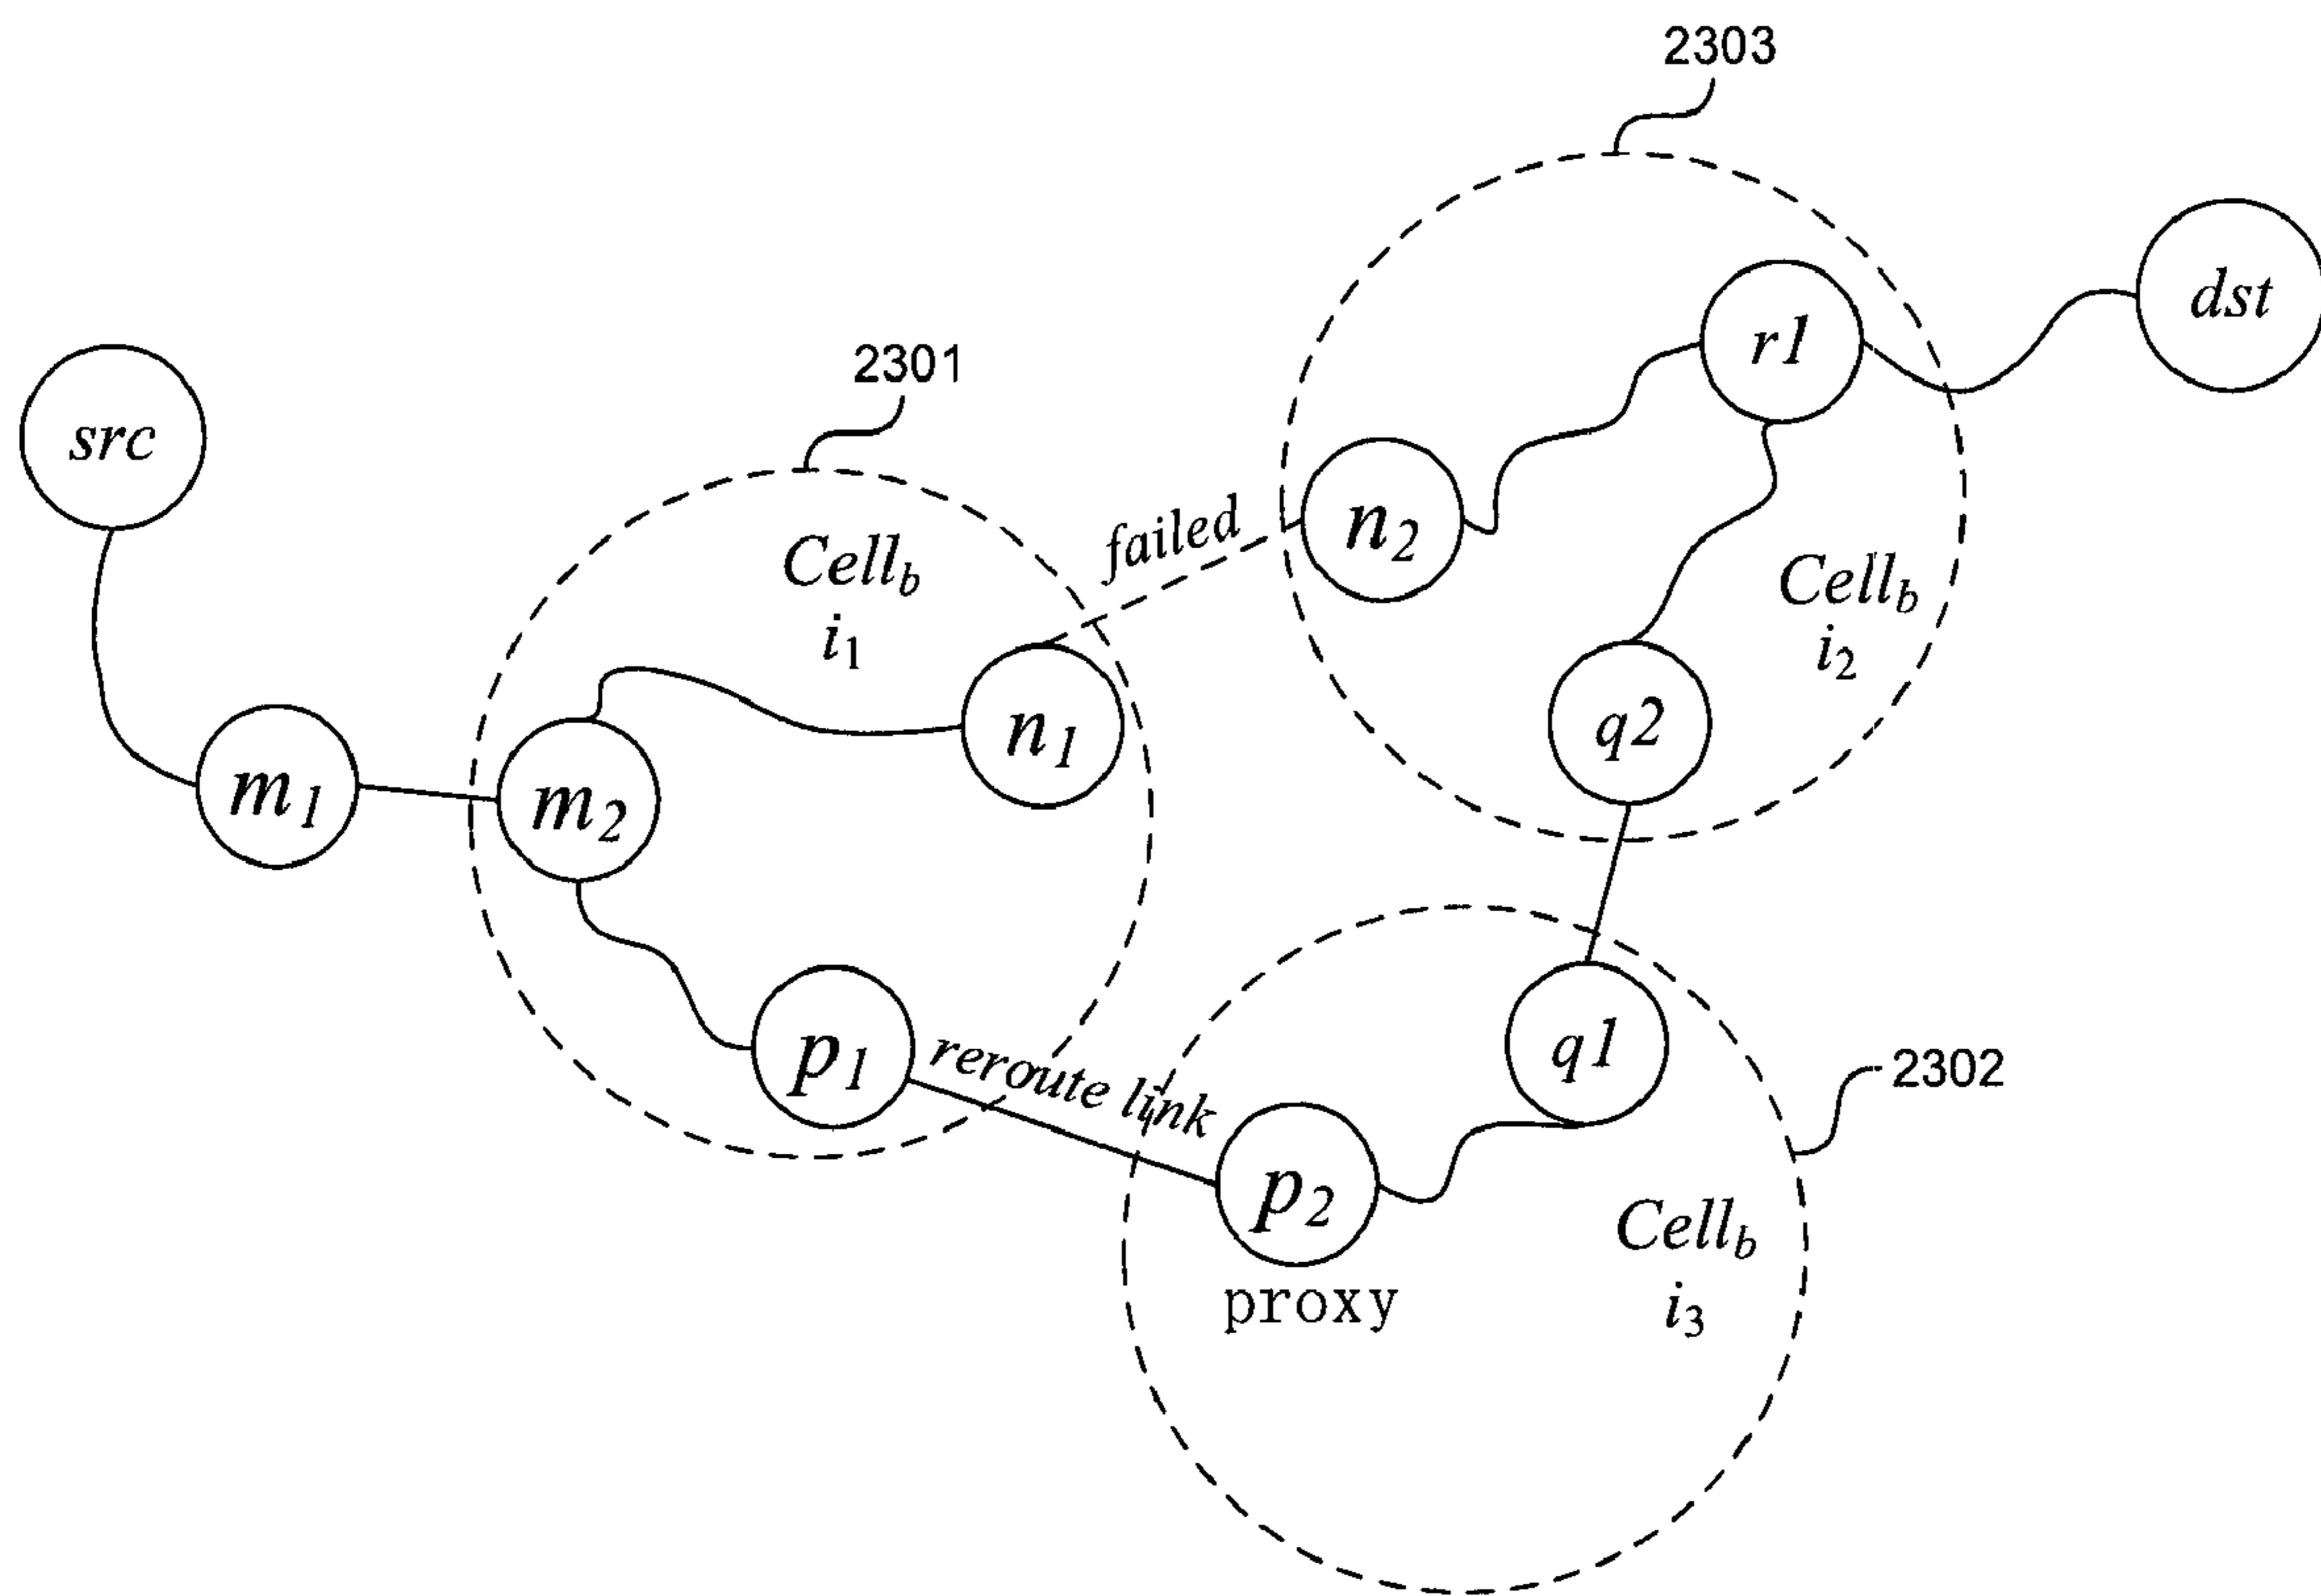 2303
dst
r1
2301
src
failed
n2
Cellb
i1
Cellb
i2
n1
q2
m1
m2
p1
reroute link
q1
2302
p2
proxy
Cellb
i3